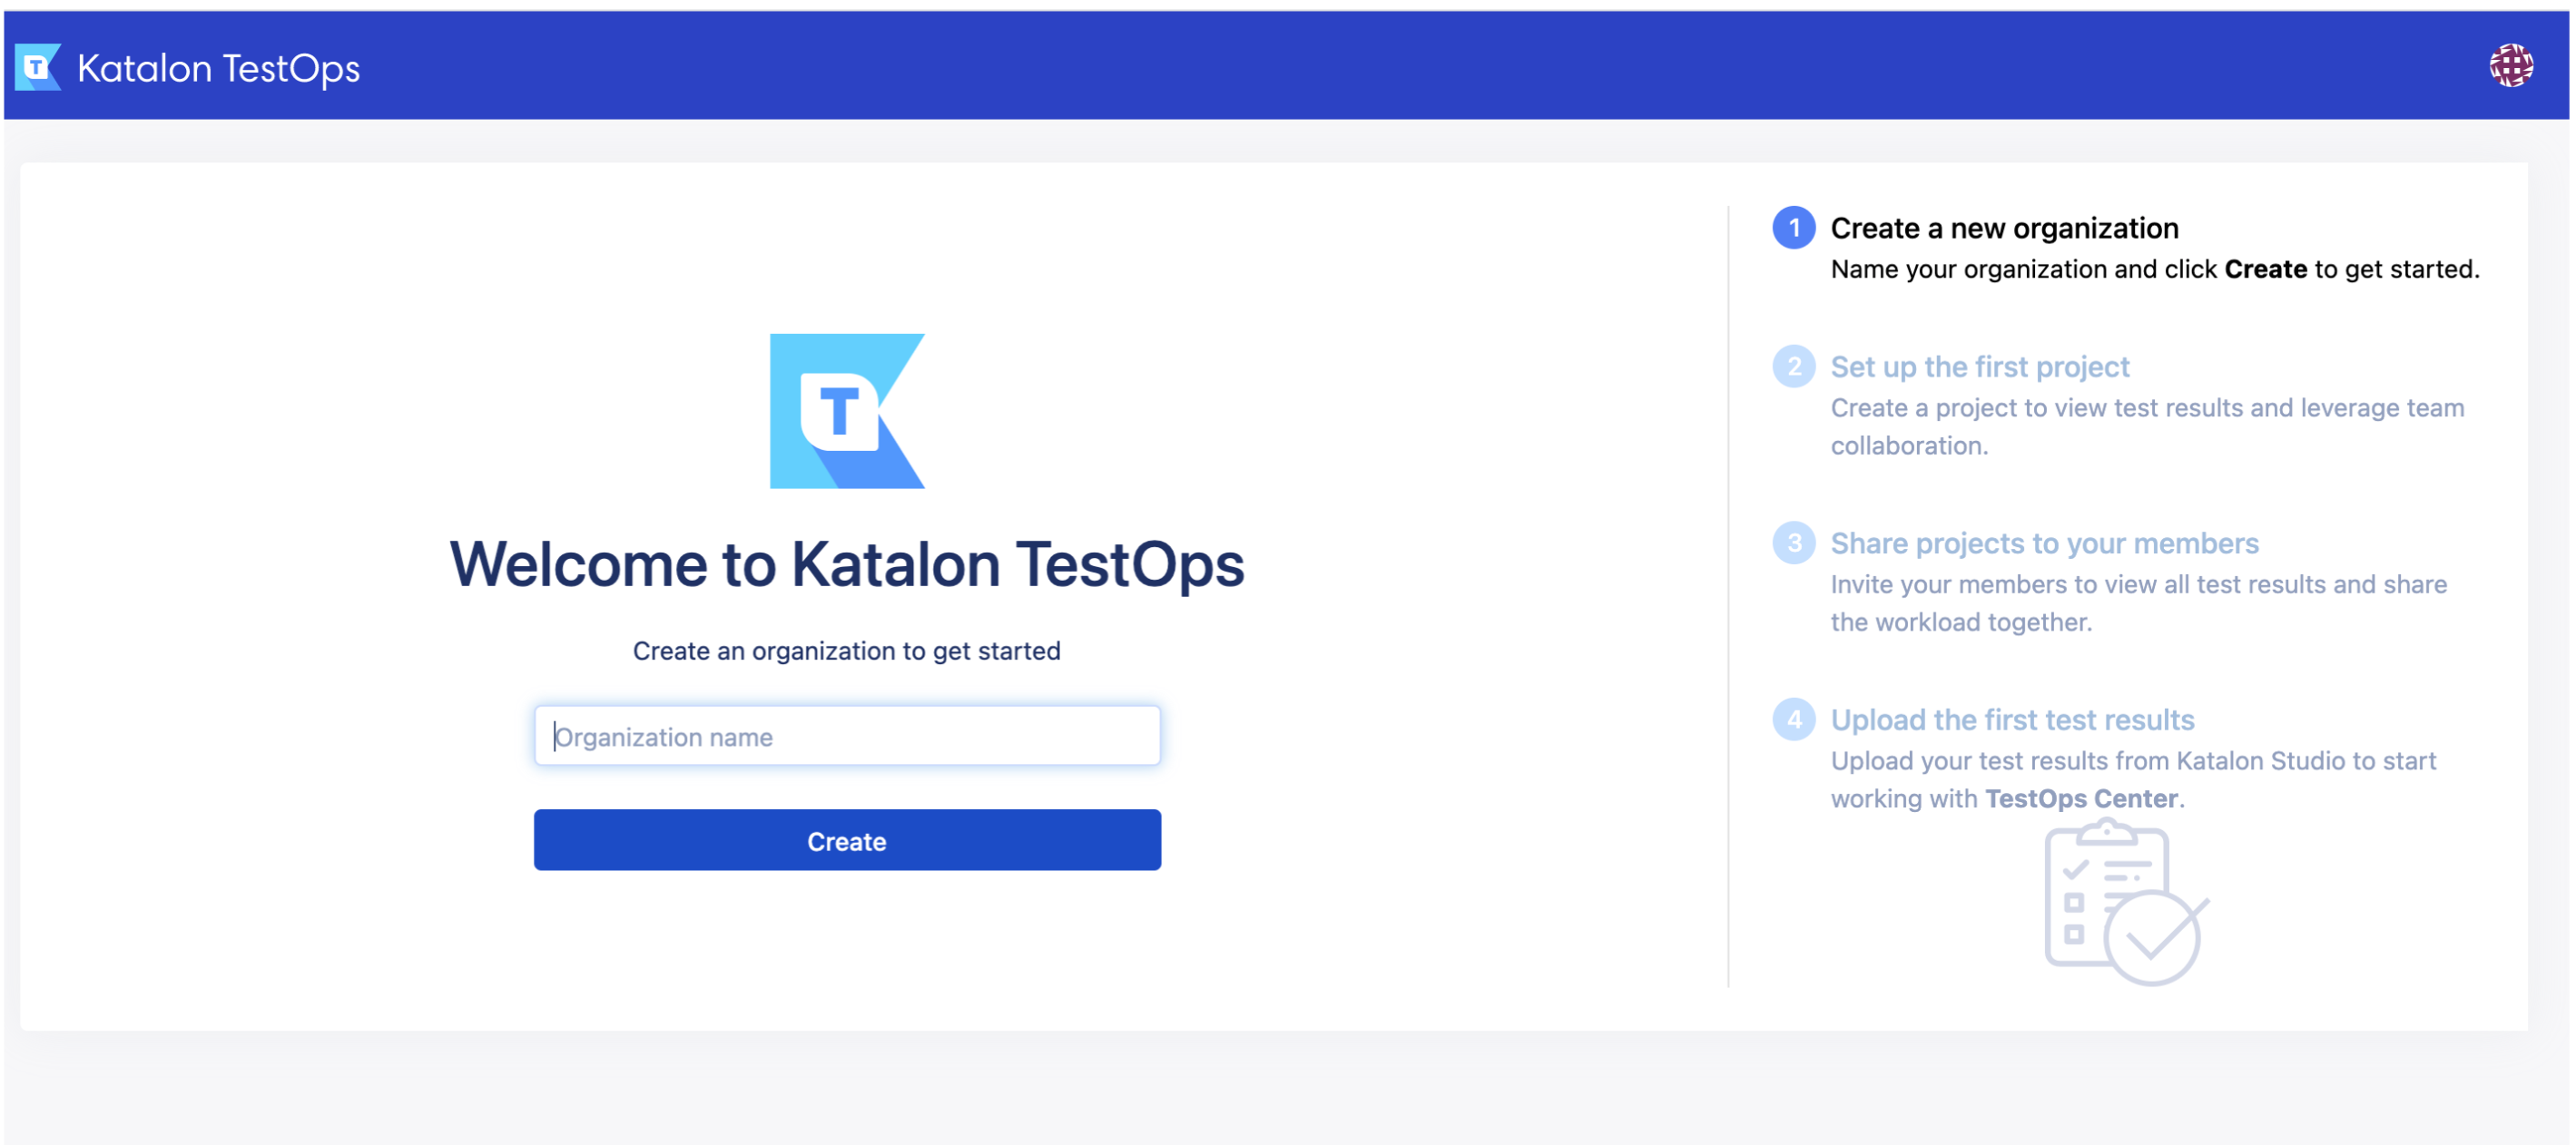 T Katalon TestOps
T
Welcome to Katalon TestOps
Create an organization to get started
Organization name
Create
1 Create a new organization
Name your organization and click Create to get started.
2 Set up the first project
Create a project to view test results and leverage team
collaboration.
3 Share projects to your members
Invite your members to view all test results and share
the workload together.
4 Upload the first test results
Upload your test results from Katalon Studio to start
working with TestOps Center.